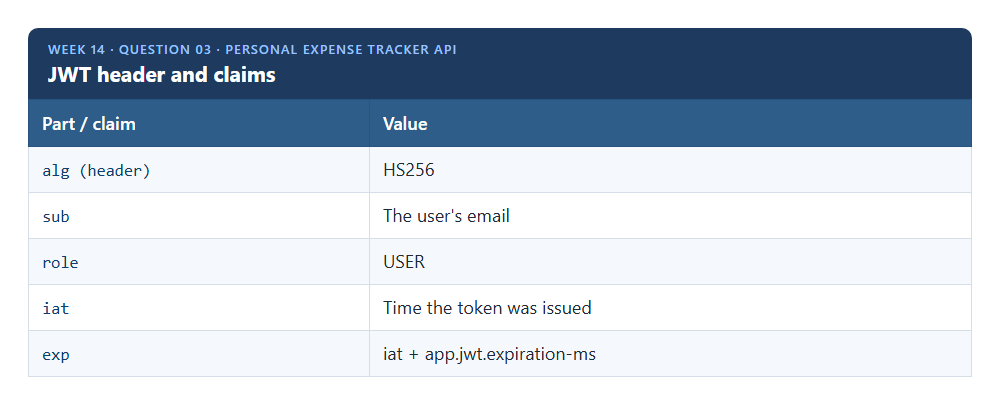 WEEK 14 · QUESTION 03 · PERSONAL EXPENSE TRACKER API
JWT header and claims
Part / claim Value
alg (header) HS256
sub The user's email
role USER
iat Time the token was issued
exp iat + app.jwt.expiration-ms